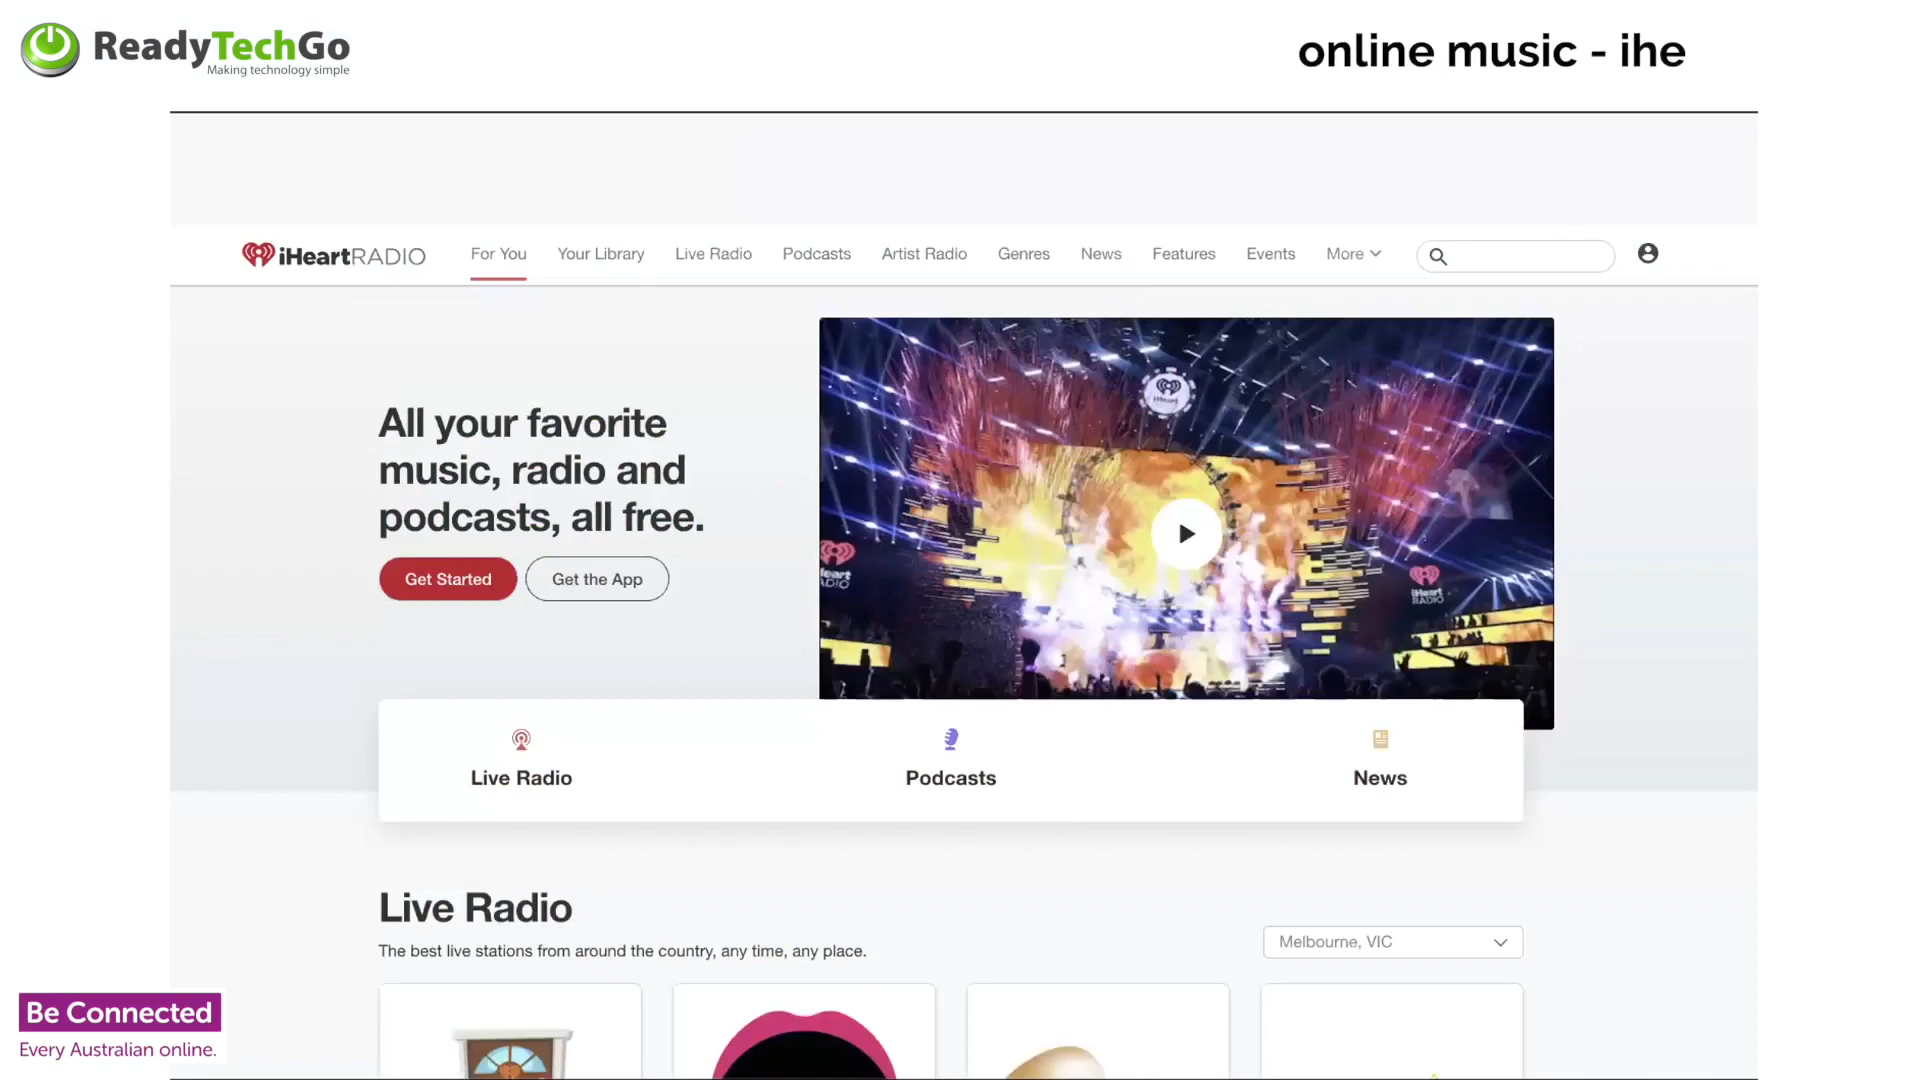 ReadyTechGo
Making technology simple
online music - ihe
iHeartRADIO
For You
Your Library
Live Radio
Podcasts
Artist Radio
Genres
News
Features
Events
More
All your favorite
music, radio and
podcasts, all free.
Get Started
Get the App
iHeart
iHeart
RADIO
Live Radio
Podcasts
News
Live Radio
The best live stations from around the country, any time, any place.
Melbourne, VIC
Be Connected
Every Australian online.